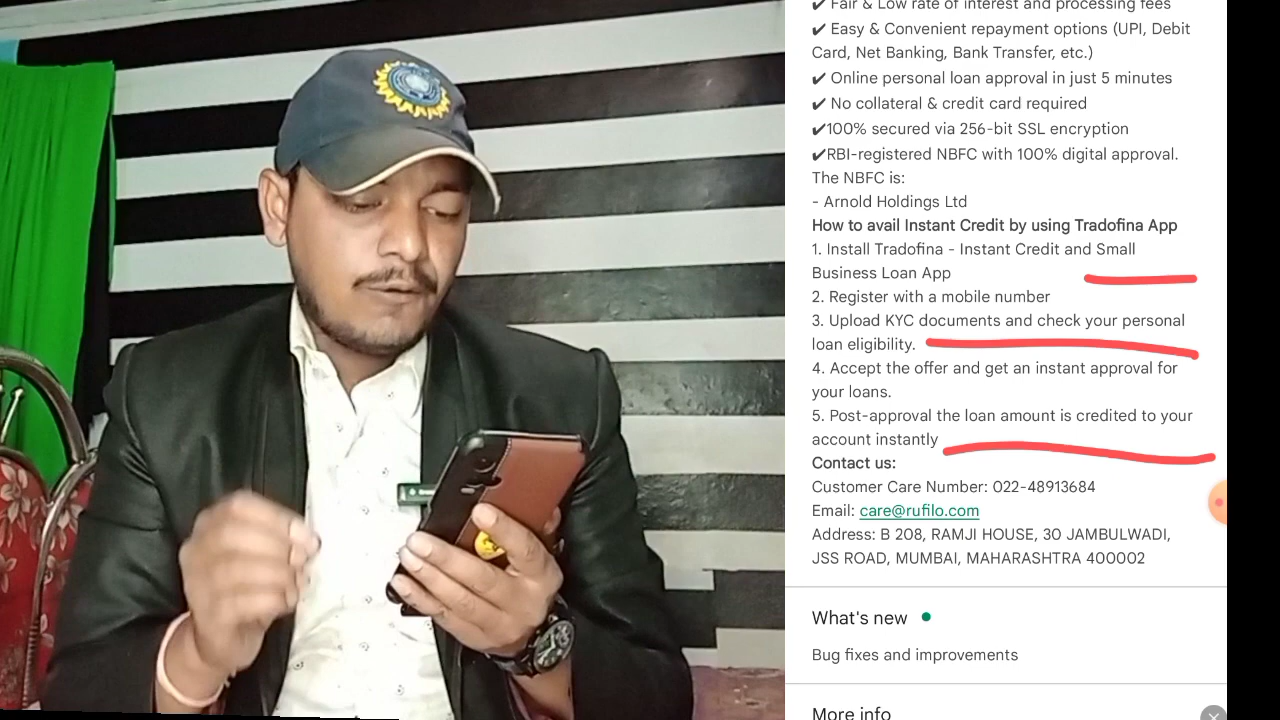 ✔ Fair & Low rate of interest and processing fees
✔ Easy & Convenient repayment options (UPI, Debit
Card, Net Banking, Bank Transfer, etc.)
✔ Online personal loan approval in just 5 minutes
✔ No collateral & credit card required
✔100% secured via 256-bit SSL encryption
✔RBI-registered NBFC with 100% digital approval.
The NBFC is:
- Arnold Holdings Ltd
How to avail Instant Credit by using Tradofina App
1. Install Tradofina - Instant Credit and Small
Business Loan App
2. Register with a mobile number
3. Upload KYC documents and check your personal
loan eligibility.
4. Accept the offer and get an instant approval for
your loans.
5. Post-approval the loan amount is credited to your
account instantly
Contact us:
Customer Care Number: 022-48913684
Email: care@rufilo.com
Address: B 208, RAMJI HOUSE, 30 JAMBULWADI,
JSS ROAD, MUMBAI, MAHARASHTRA 400002
What's new
Bug fixes and improvements
More info